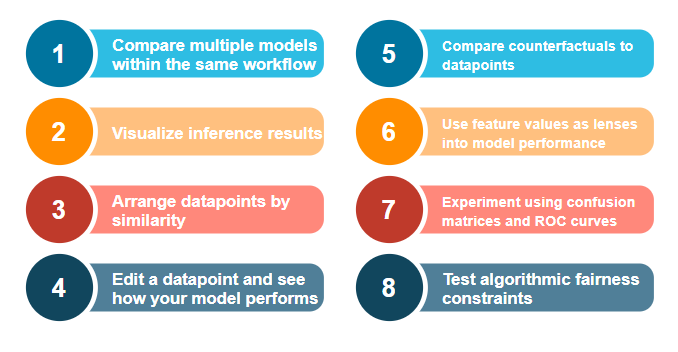 1
Compare multiple models
within the same workflow
2
Visualize inference results
3
Arrange datapoints by
similarity
4
Edit a datapoint and see
how your model performs
5
Compare counterfactuals to
datapoints
6
Use feature values as lenses
into model performance
7
Experiment using confusion
matrices and ROC curves
8
Test algorithmic fairness
constraints